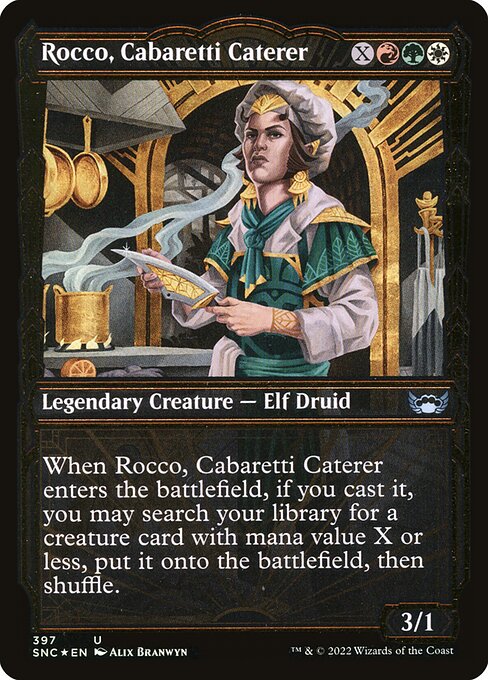 Rocco, Cabaretti Caterer X
Legendary Creature — Elf Druid
When Rocco, Cabaretti Caterer
enters the battlefield, if you cast it,
you may search your library for a
creature card with mana value X or
less, put it onto the battlefield, then
shuffle.
3/1
397 U
SNC★EN Alix Branwyn
™ & © 2022 Wizards of the Coast